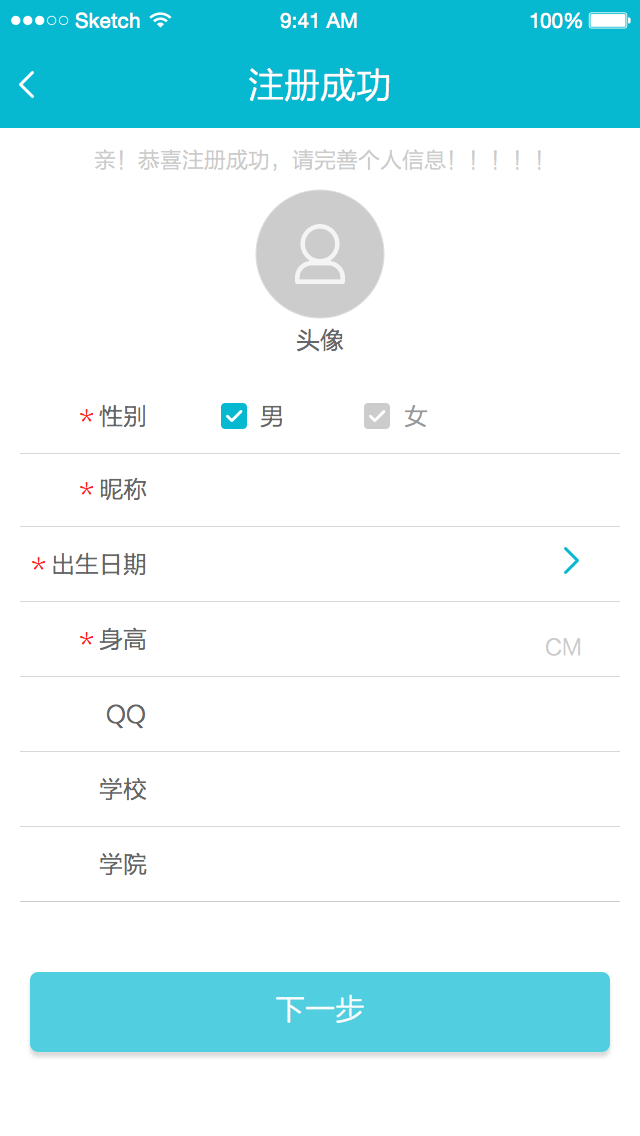 Sketch 9:41 AM 100%
注册成功
亲！恭喜注册成功，请完善个人信息！！！！！
头像
*性别 男 女
*昵称
*出生日期
*身高 CM
QQ
学校
学院
下一步